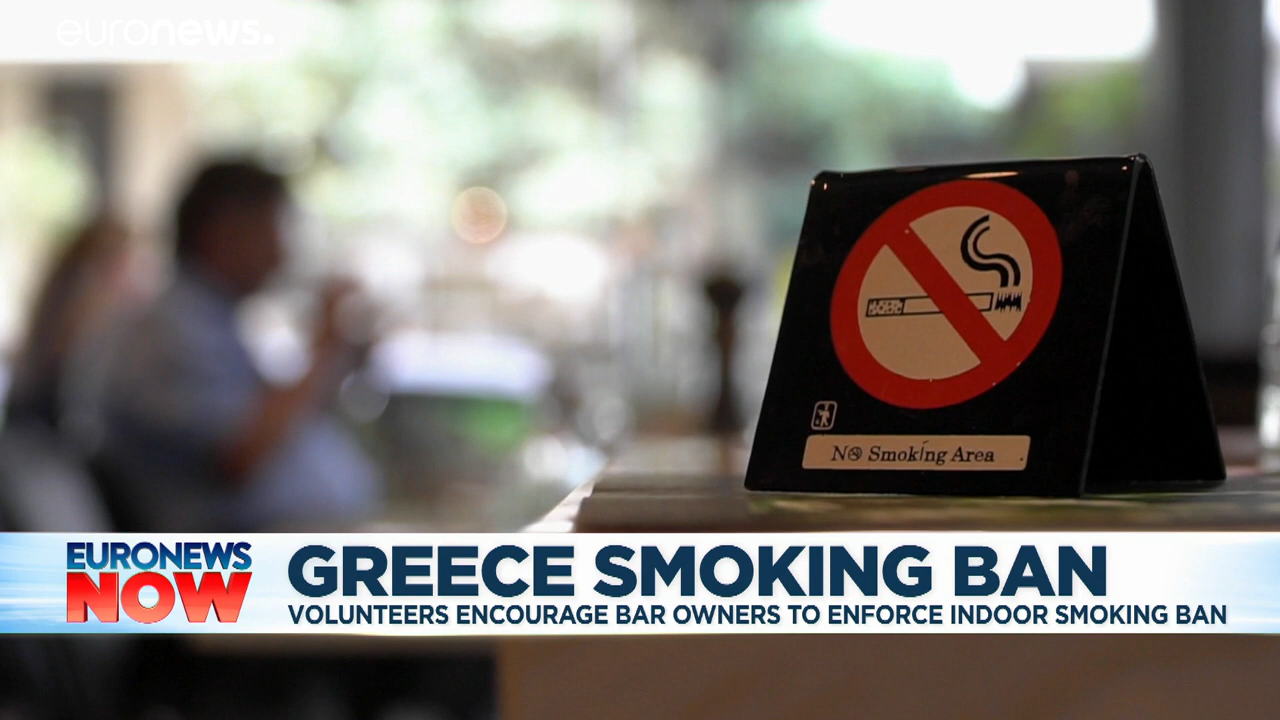 euronews.
No Smoking Area
EURONEWS
NOW
GREECE SMOKING BAN
VOLUNTEERS ENCOURAGE BAR OWNERS TO ENFORCE INDOOR SMOKING BAN